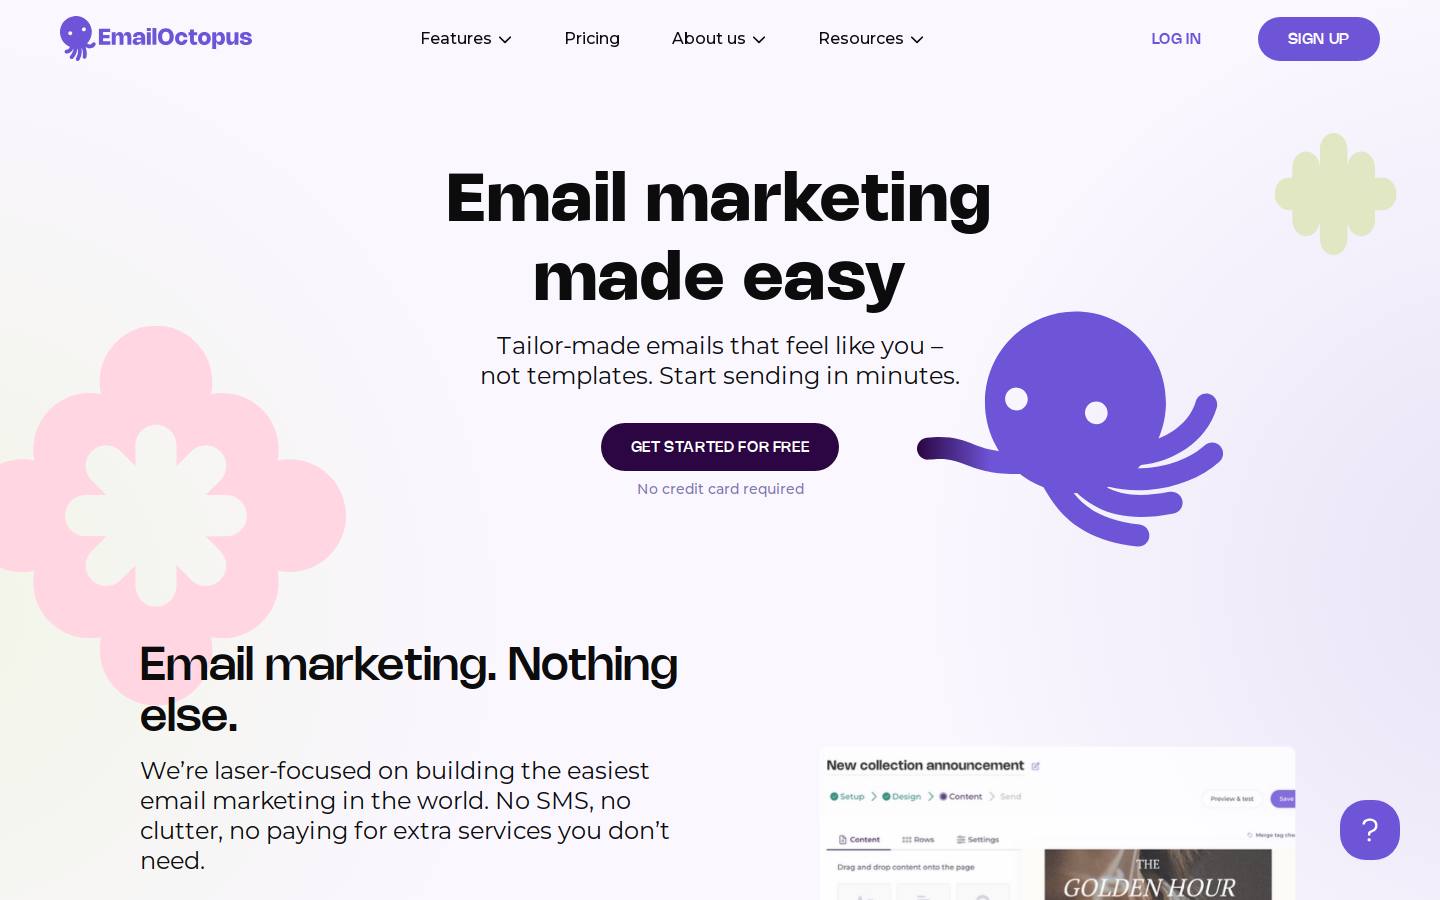 EmailOctopus
Features
Pricing
About us
Resources
LOG IN
SIGN UP
Email marketing
made easy
Tailor-made emails that feel like you –
not templates. Start sending in minutes.
GET STARTED FOR FREE
No credit card required
Email marketing. Nothing
else.
We’re laser-focused on building the easiest
email marketing in the world. No SMS, no
clutter, no paying for extra services you don’t
need.
New collection announcement
Setup
Design
Content
Send
Preview & test
Save
Merge tag
Content
Rows
Settings
Drag and drop content onto the page
THE
GOLDEN HOUR
?